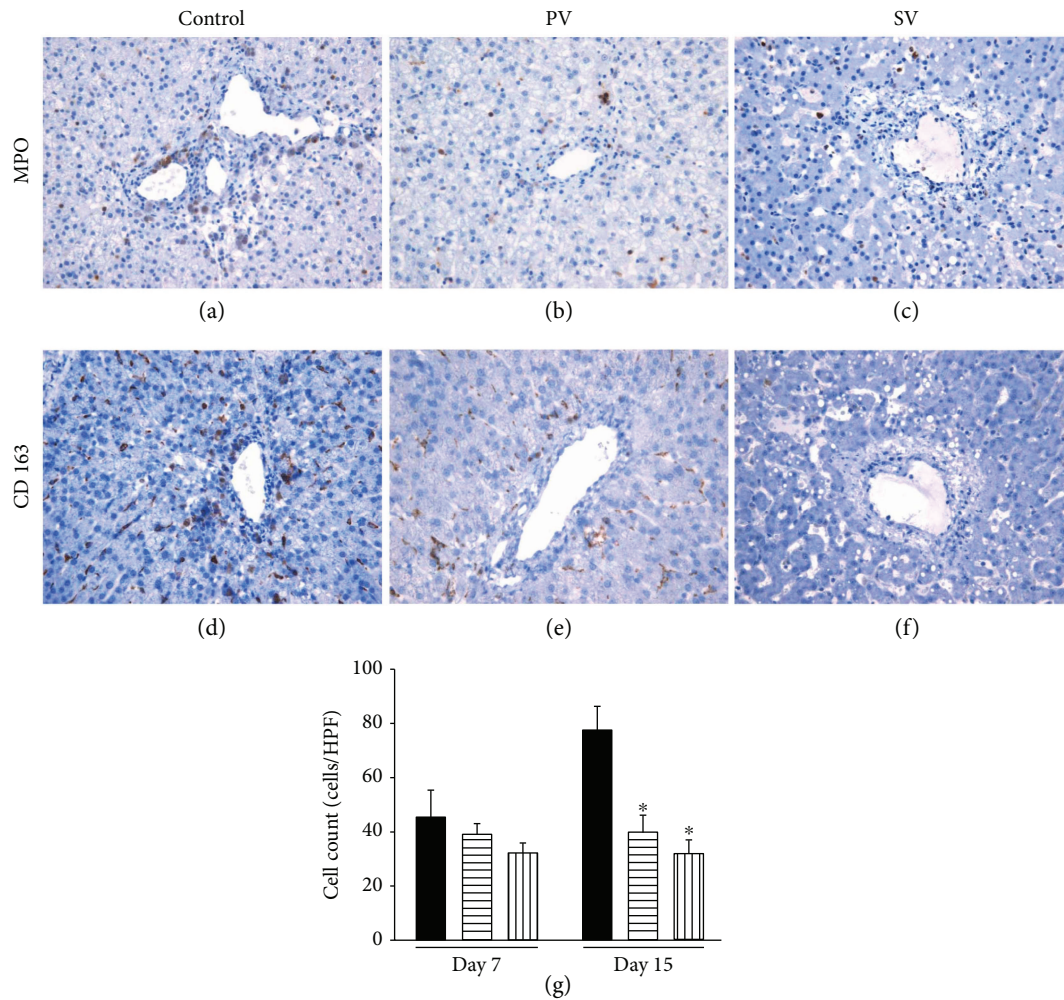 Control PV SV
MPO
(a) (b) (c)
CD 163
(d) (e) (f)
Cell count (cells/HPF)
100
80
60
40
20
0
* *
Day 7 Day 15
(g)